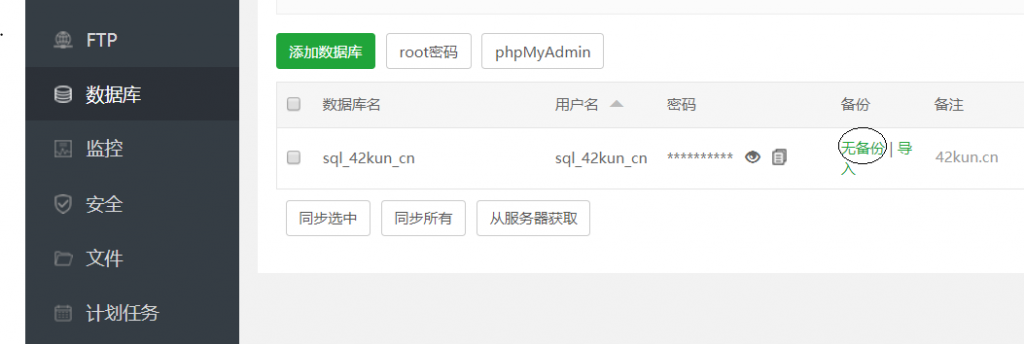 FTP
数据库
监控
安全
文件
计划任务
添加数据库 root密码 phpMyAdmin
数据库名 用户名 密码 备份 备注
sql_42kun_cn sql_42kun_cn ********** 无备份 | 导 42kun.cn
入
同步选中 同步所有 从服务器获取